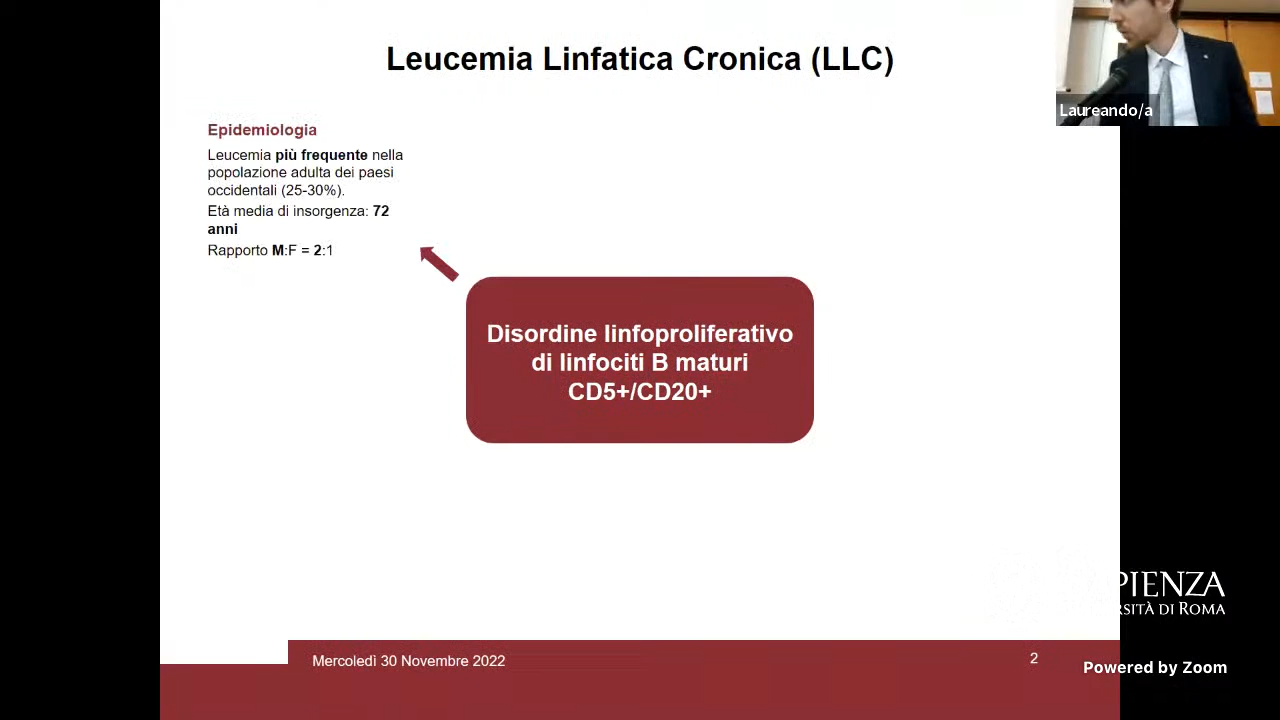 Leucemia Linfatica Cronica (LLC)
Laureando/a
Epidemiologia
Leucemia più frequente nella
popolazione adulta dei paesi
occidentali (25-30%).
Età media di insorgenza: 72
anni
Rapporto M:F = 2:1
Disordine linfoproliferativo
di linfociti B maturi
CD5+/CD20+
PIENZA
RSITÀ DI ROMA
Mercoledì 30 Novembre 2022
2
Powered by Zoom